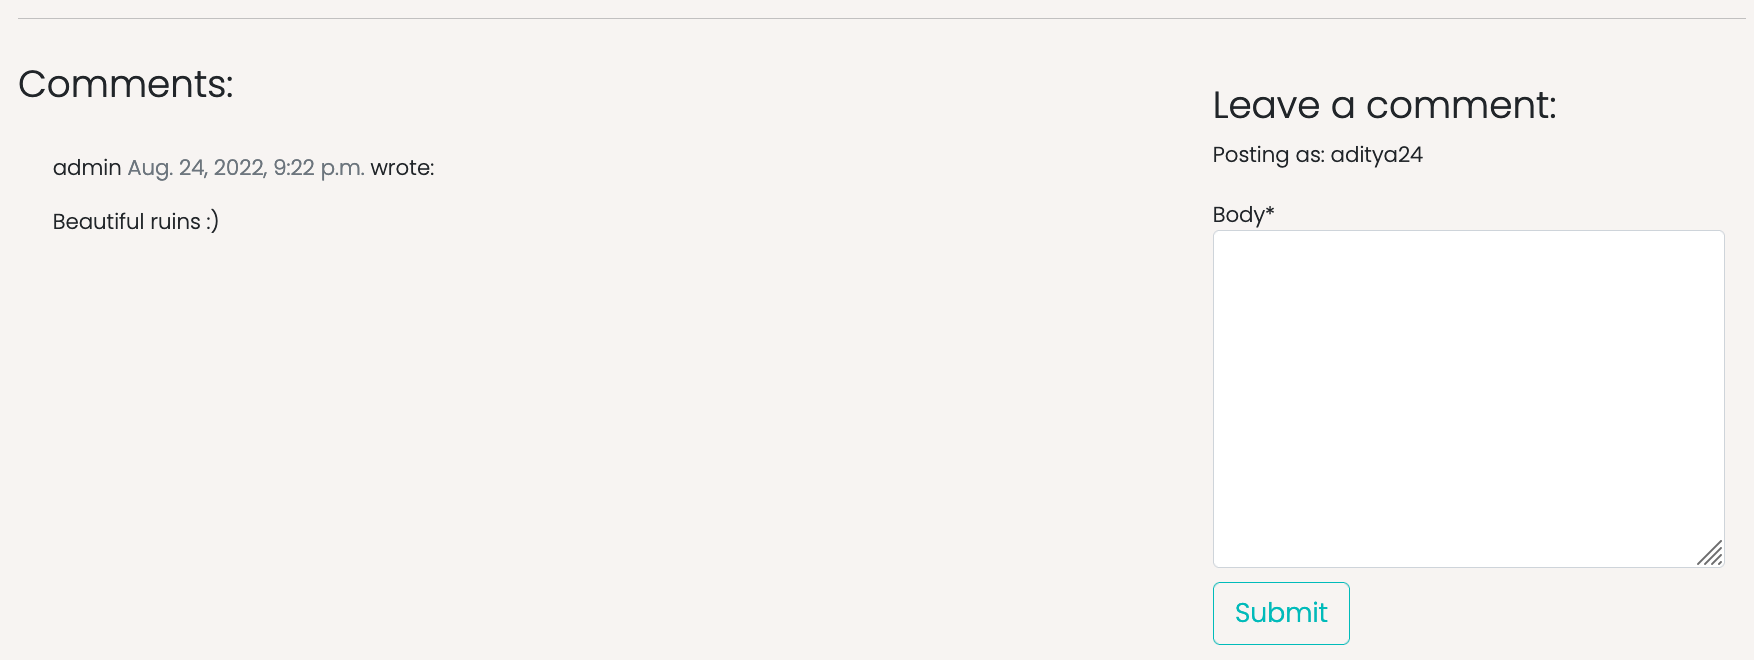 Comments:
admin Aug. 24, 2022, 9:22 p.m. wrote:
Beautiful ruins :)
Leave a comment:
Posting as: aditya24
Body*
Submit